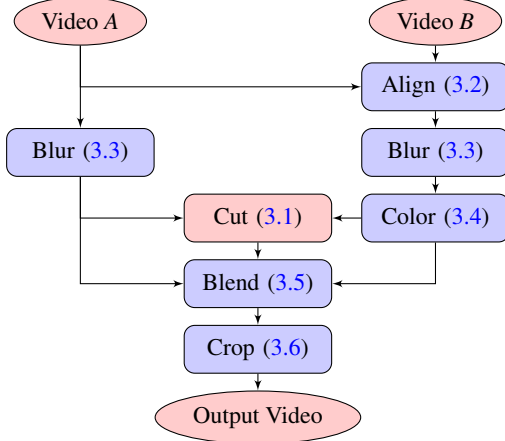 Video A
Video B
Align (3.2)
Blur (3.3)
Blur (3.3)
Cut (3.1)
Color (3.4)
Blend (3.5)
Crop (3.6)
Output Video